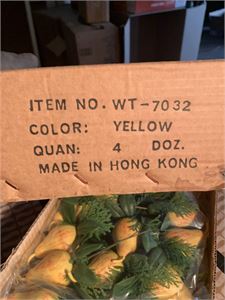 ITEM NO. WT-7032
COLOR: YELLOW
QUAN: 4 DOZ.
MADE IN HONG KONG